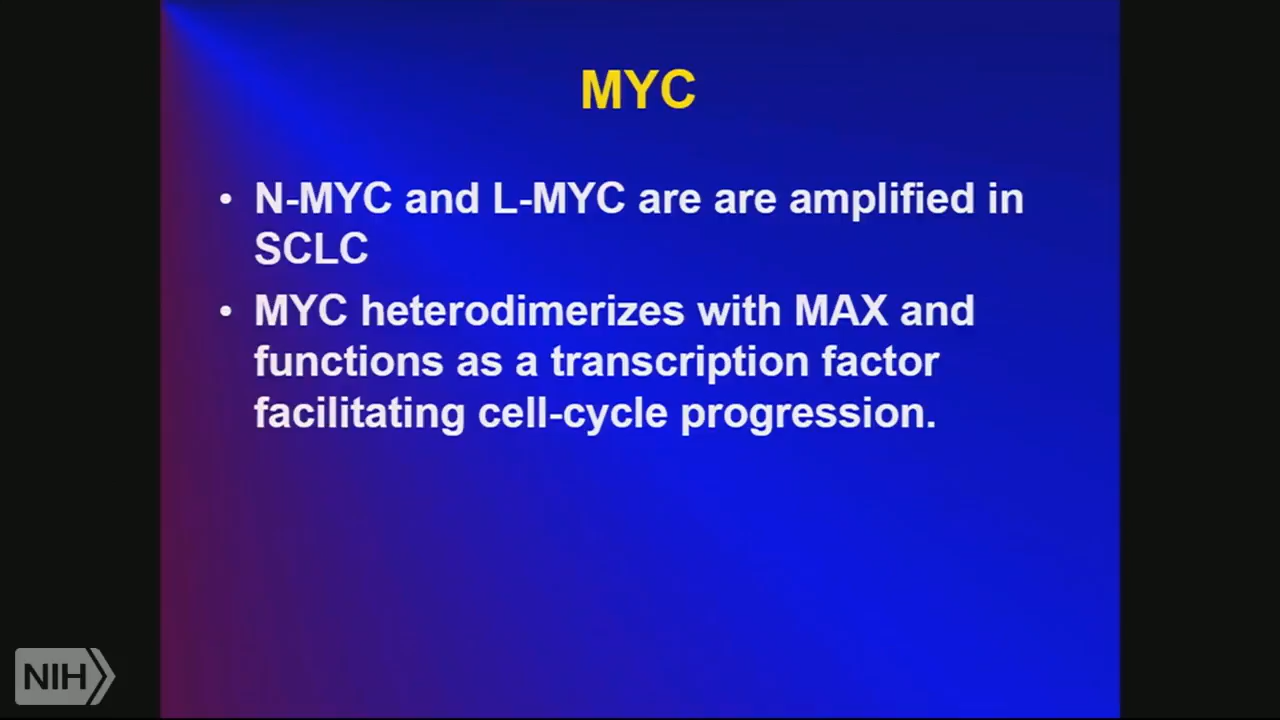 MYC
• N-MYC and L-MYC are are amplified in
SCLC
• MYC heterodimerizes with MAX and
functions as a transcription factor
facilitating cell-cycle progression.
NIH